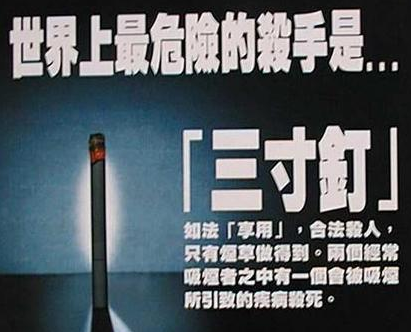 世界上最危險的殺手是...
「三寸釘」
如法「享用」，合法殺人，
只有煙草做得到。兩個經常
吸煙者之中有一個會被吸煙
所引致的疾病殺死。